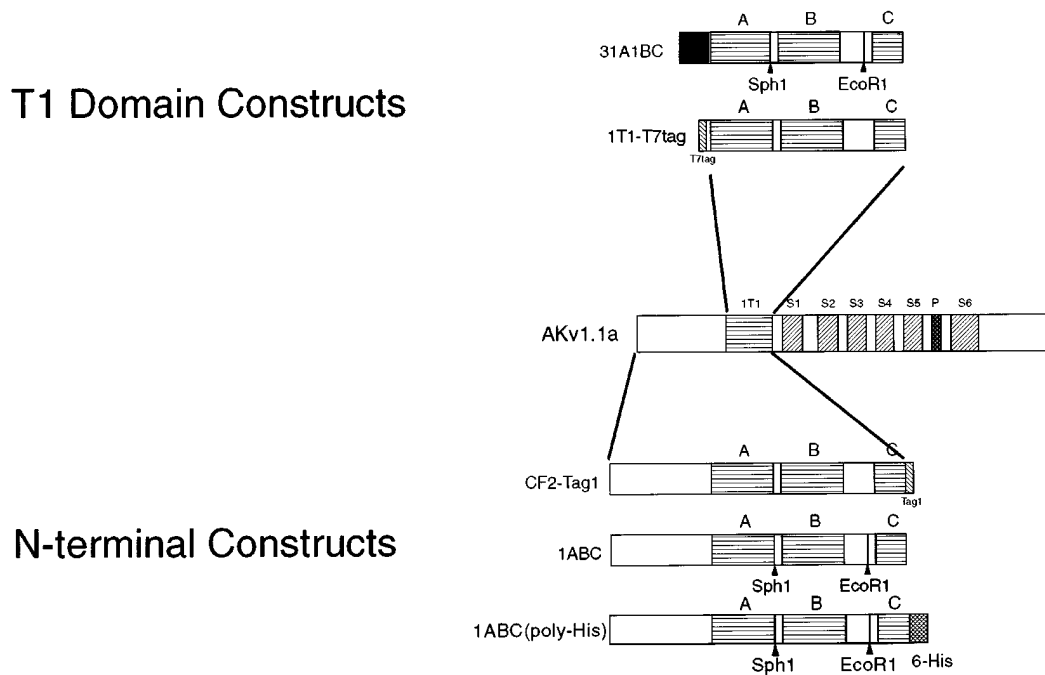 A B C
31A1BC
Sph1 EcoR1
T1 Domain Constructs
A B C
1T1-T7tag
T7tag
1T1 S1 S2 S3 S4 S5 P S6
AKv1.1a
A B C
CF2-Tag1
Tag1
N-terminal Constructs
A B C
1ABC
Sph1 EcoR1
A B C
1ABC(poly-His)
Sph1 EcoR1 6-His